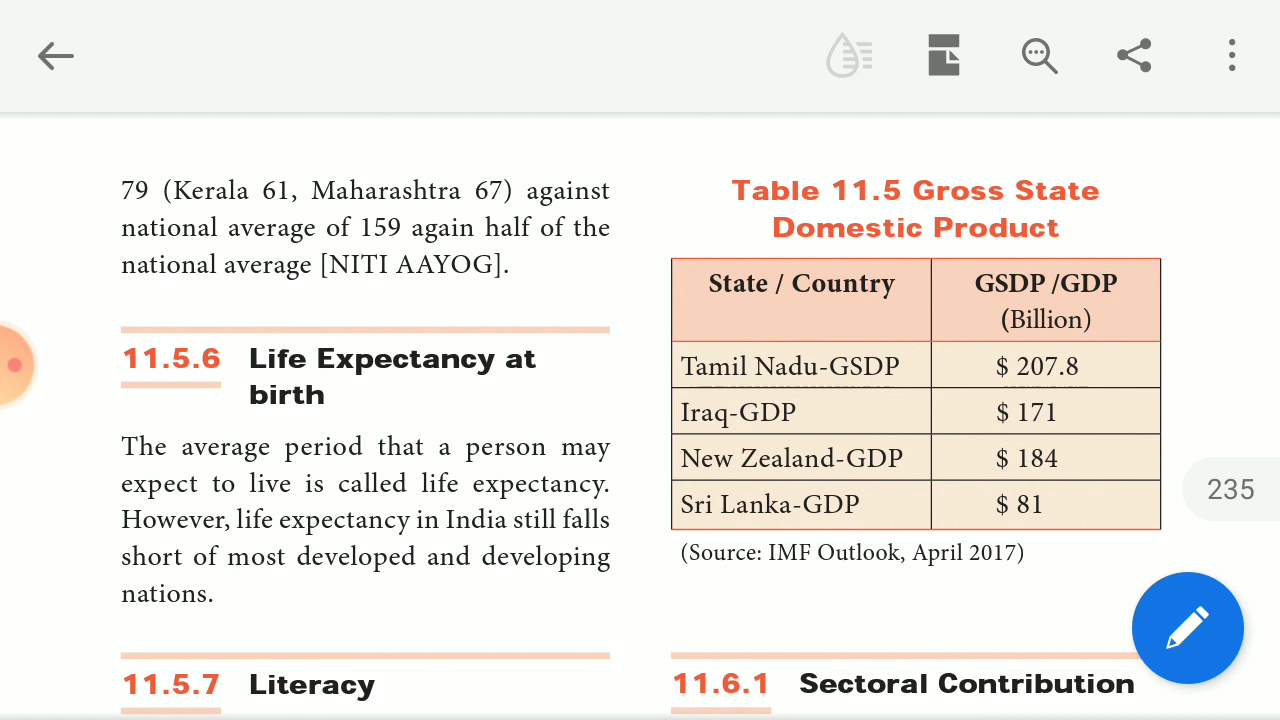 79 (Kerala 61, Maharashtra 67) against
national average of 159 again half of the
national average [NITI AAYOG].
11.5.6 Life Expectancy at
birth
The average period that a person may
expect to live is called life expectancy.
However, life expectancy in India still falls
short of most developed and developing
nations.
11.5.7 Literacy
Table 11.5 Gross State
Domestic Product
State / Country GSDP /GDP
(Billion)
Tamil Nadu-GSDP $ 207.8
Iraq-GDP $ 171
New Zealand-GDP $ 184
Sri Lanka-GDP $ 81
(Source: IMF Outlook, April 2017)
11.6.1 Sectoral Contribution
235